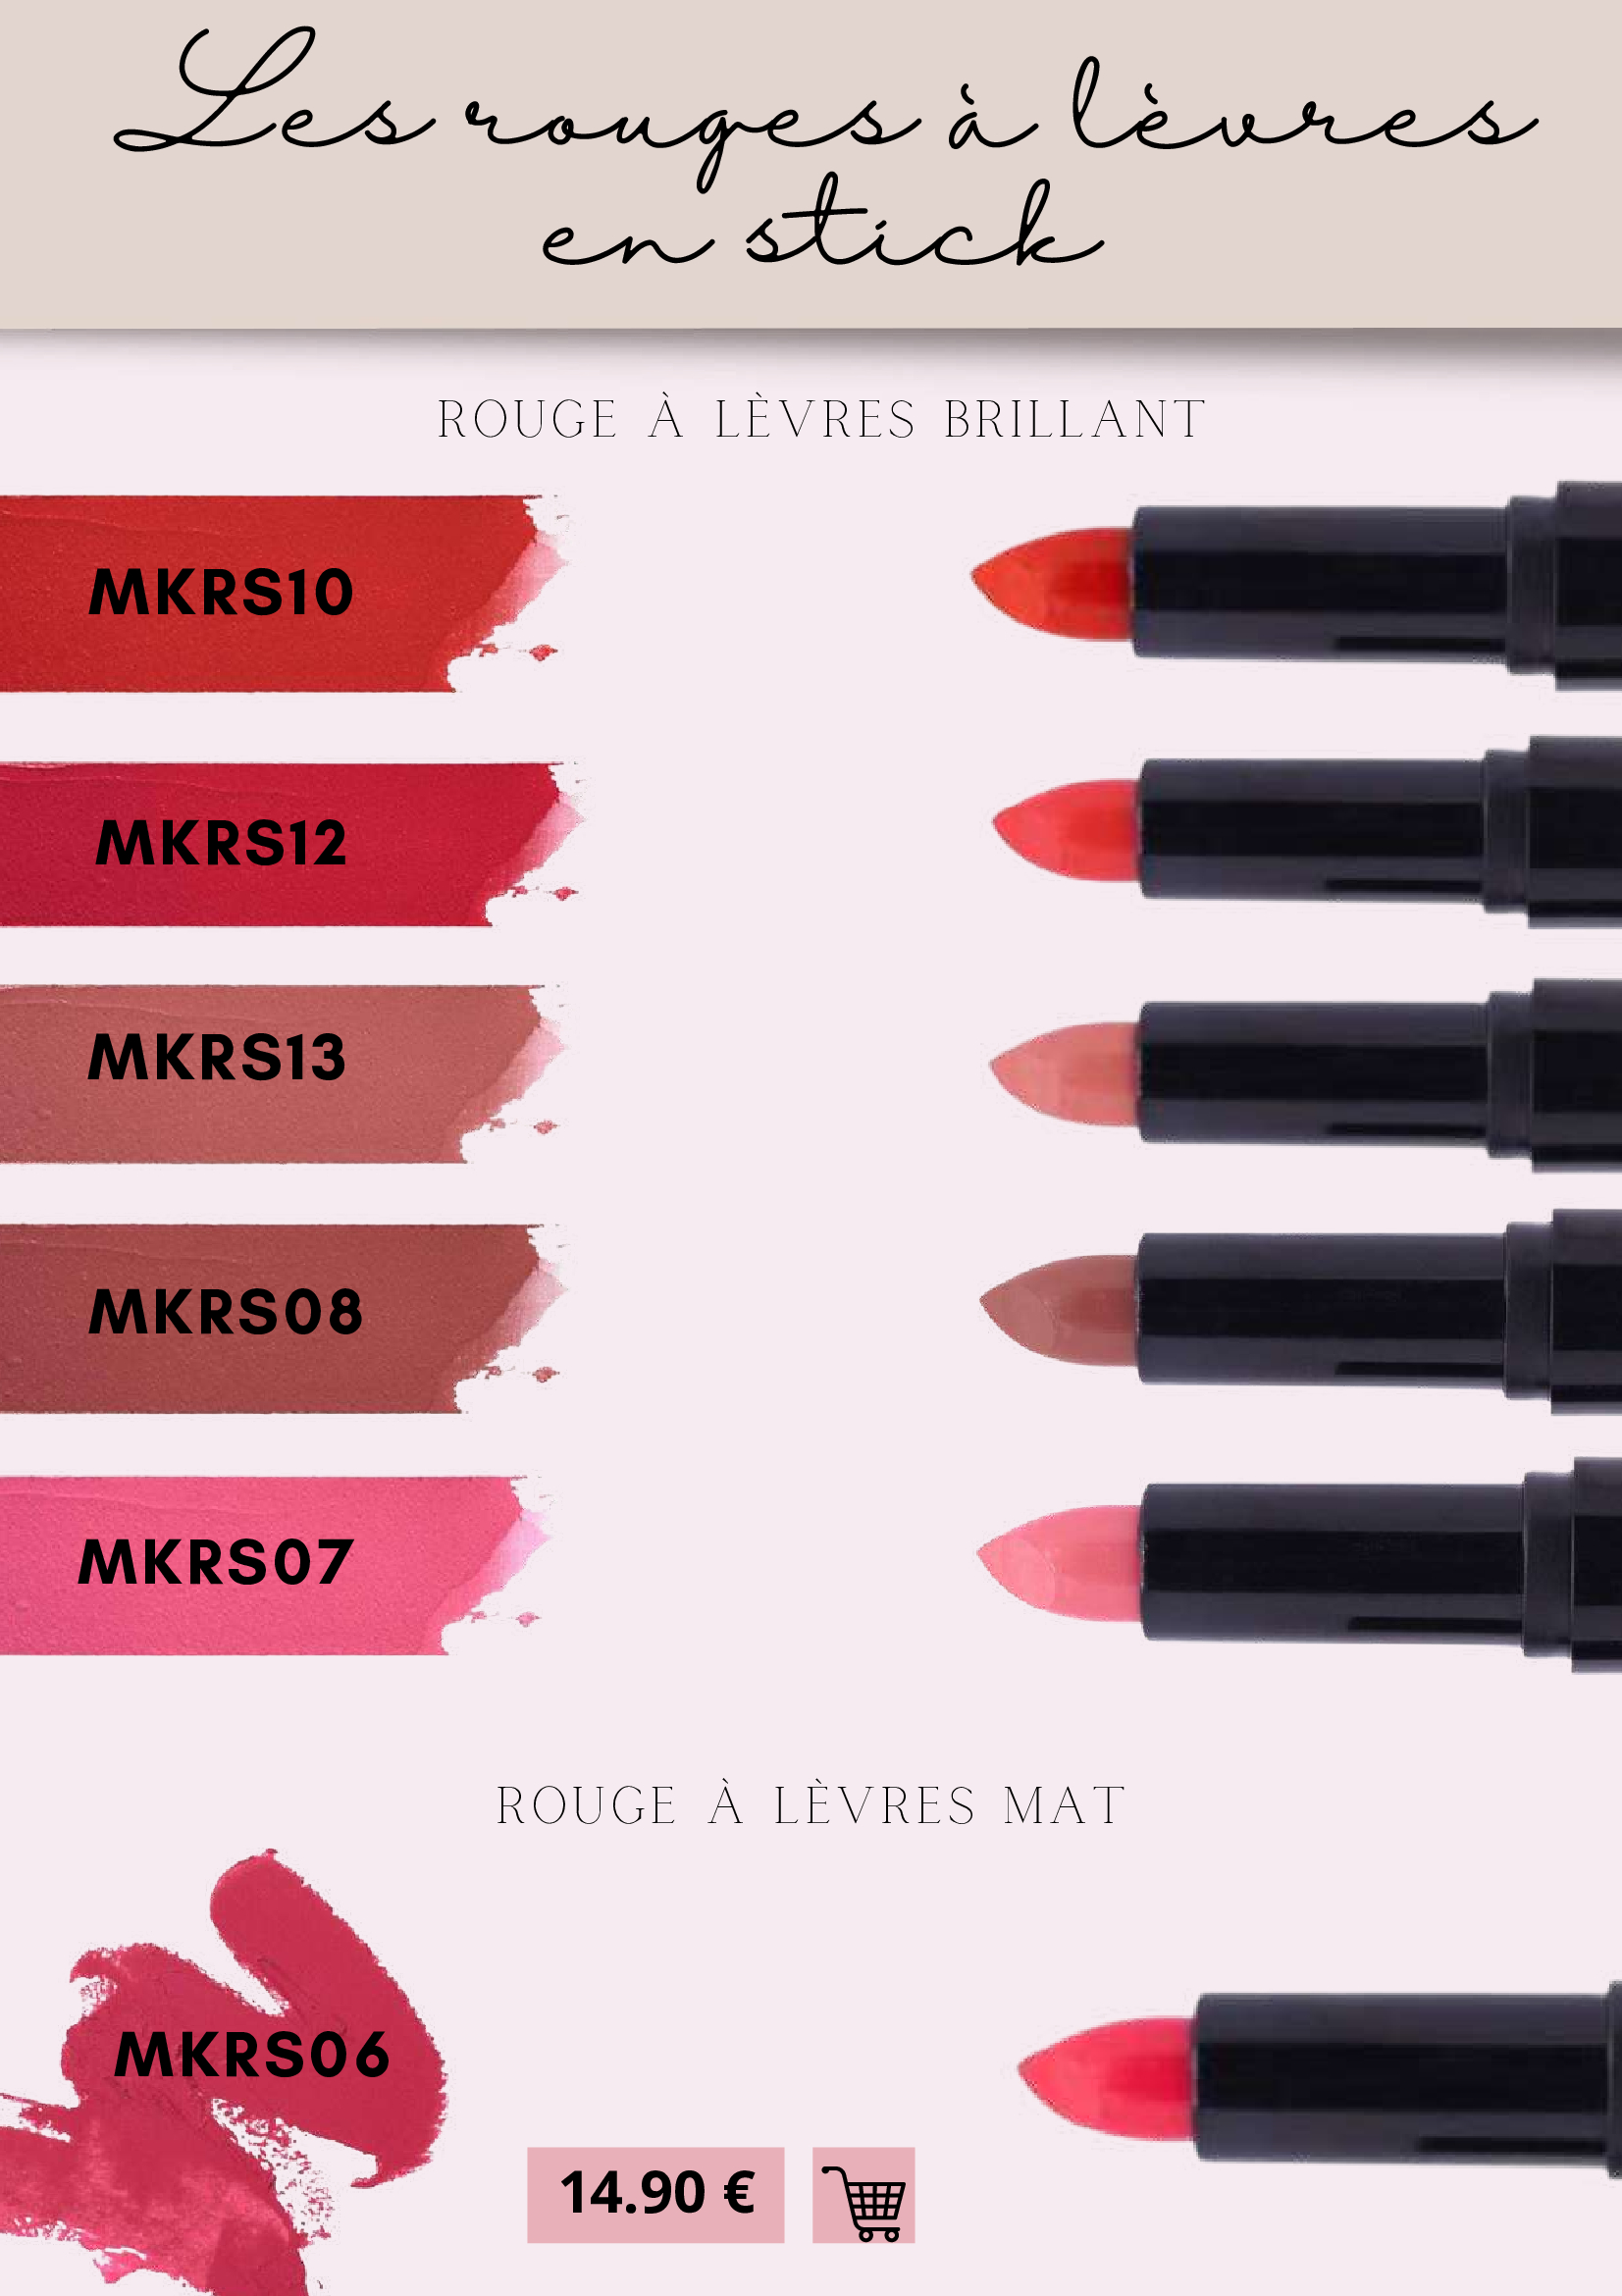 Les rouges à lèvres
en stick
ROUGE À LÈVRES BRILLANT
MKRS10
MKRS12
MKRS13
MKRS08
MKRS07
ROUGE À LÈVRES MAT
MKRS06
14.90 €